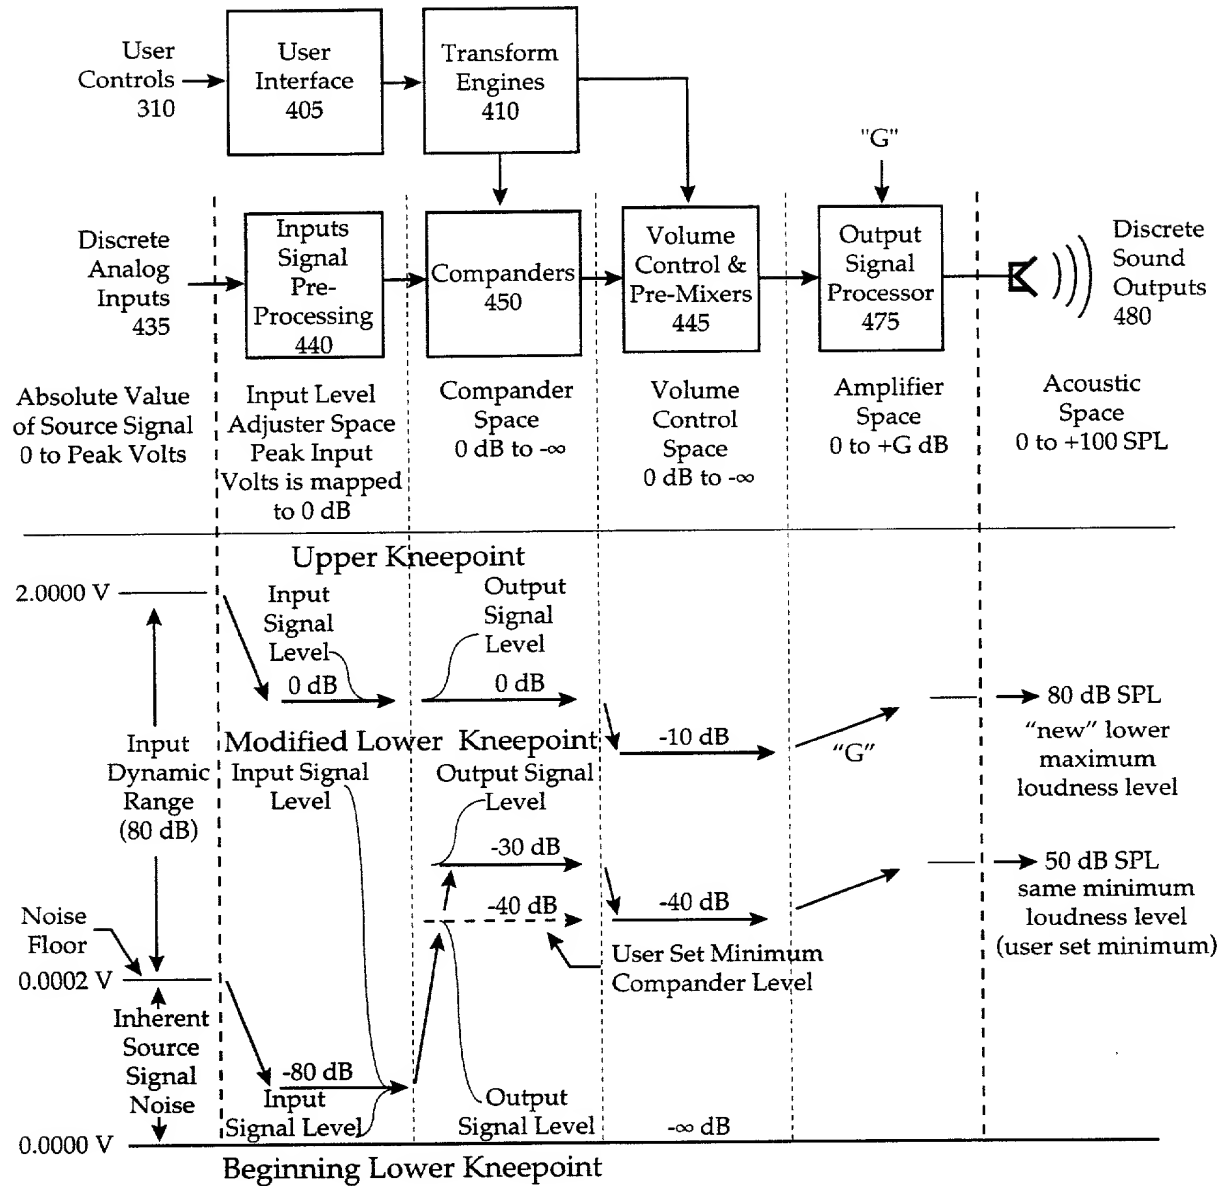 User
Controls
310
User
Interface
405
Transform
Engines
410
"G"
Discrete
Analog
Inputs
435
Inputs
Signal
Pre-
Processing
440
Companders
450
Volume
Control &
Pre-Mixers
445
Output
Signal
Processor
475
Discrete
Sound
Outputs
480
Absolute Value
of Source Signal
0 to Peak Volts
Input Level
Adjuster Space
Peak Input
Volts is mapped
to 0 dB
Compander
Space
0 dB to -∞
Volume
Control
Space
0 dB to -∞
Amplifier
Space
0 to +G dB
Acoustic
Space
0 to +100 SPL
Upper Kneepoint
2.0000 V
Input
Signal
Level
0 dB
Output
Signal
Level
0 dB
-10 dB
“G”
80 dB SPL
“new” lower
maximum
loudness level
Input
Dynamic
Range
(80 dB)
Modified Lower Kneepoint
Input Signal
Level
Output Signal
Level
-30 dB
-40 dB
-40 dB
50 dB SPL
same minimum
loudness level
(user set minimum)
User Set Minimum
Compander Level
Noise
Floor
0.0002 V
Inherent
Source
Signal
Noise
-80 dB
Input
Signal Level
Output
Signal Level
-∞ dB
0.0000 V
Beginning Lower Kneepoint